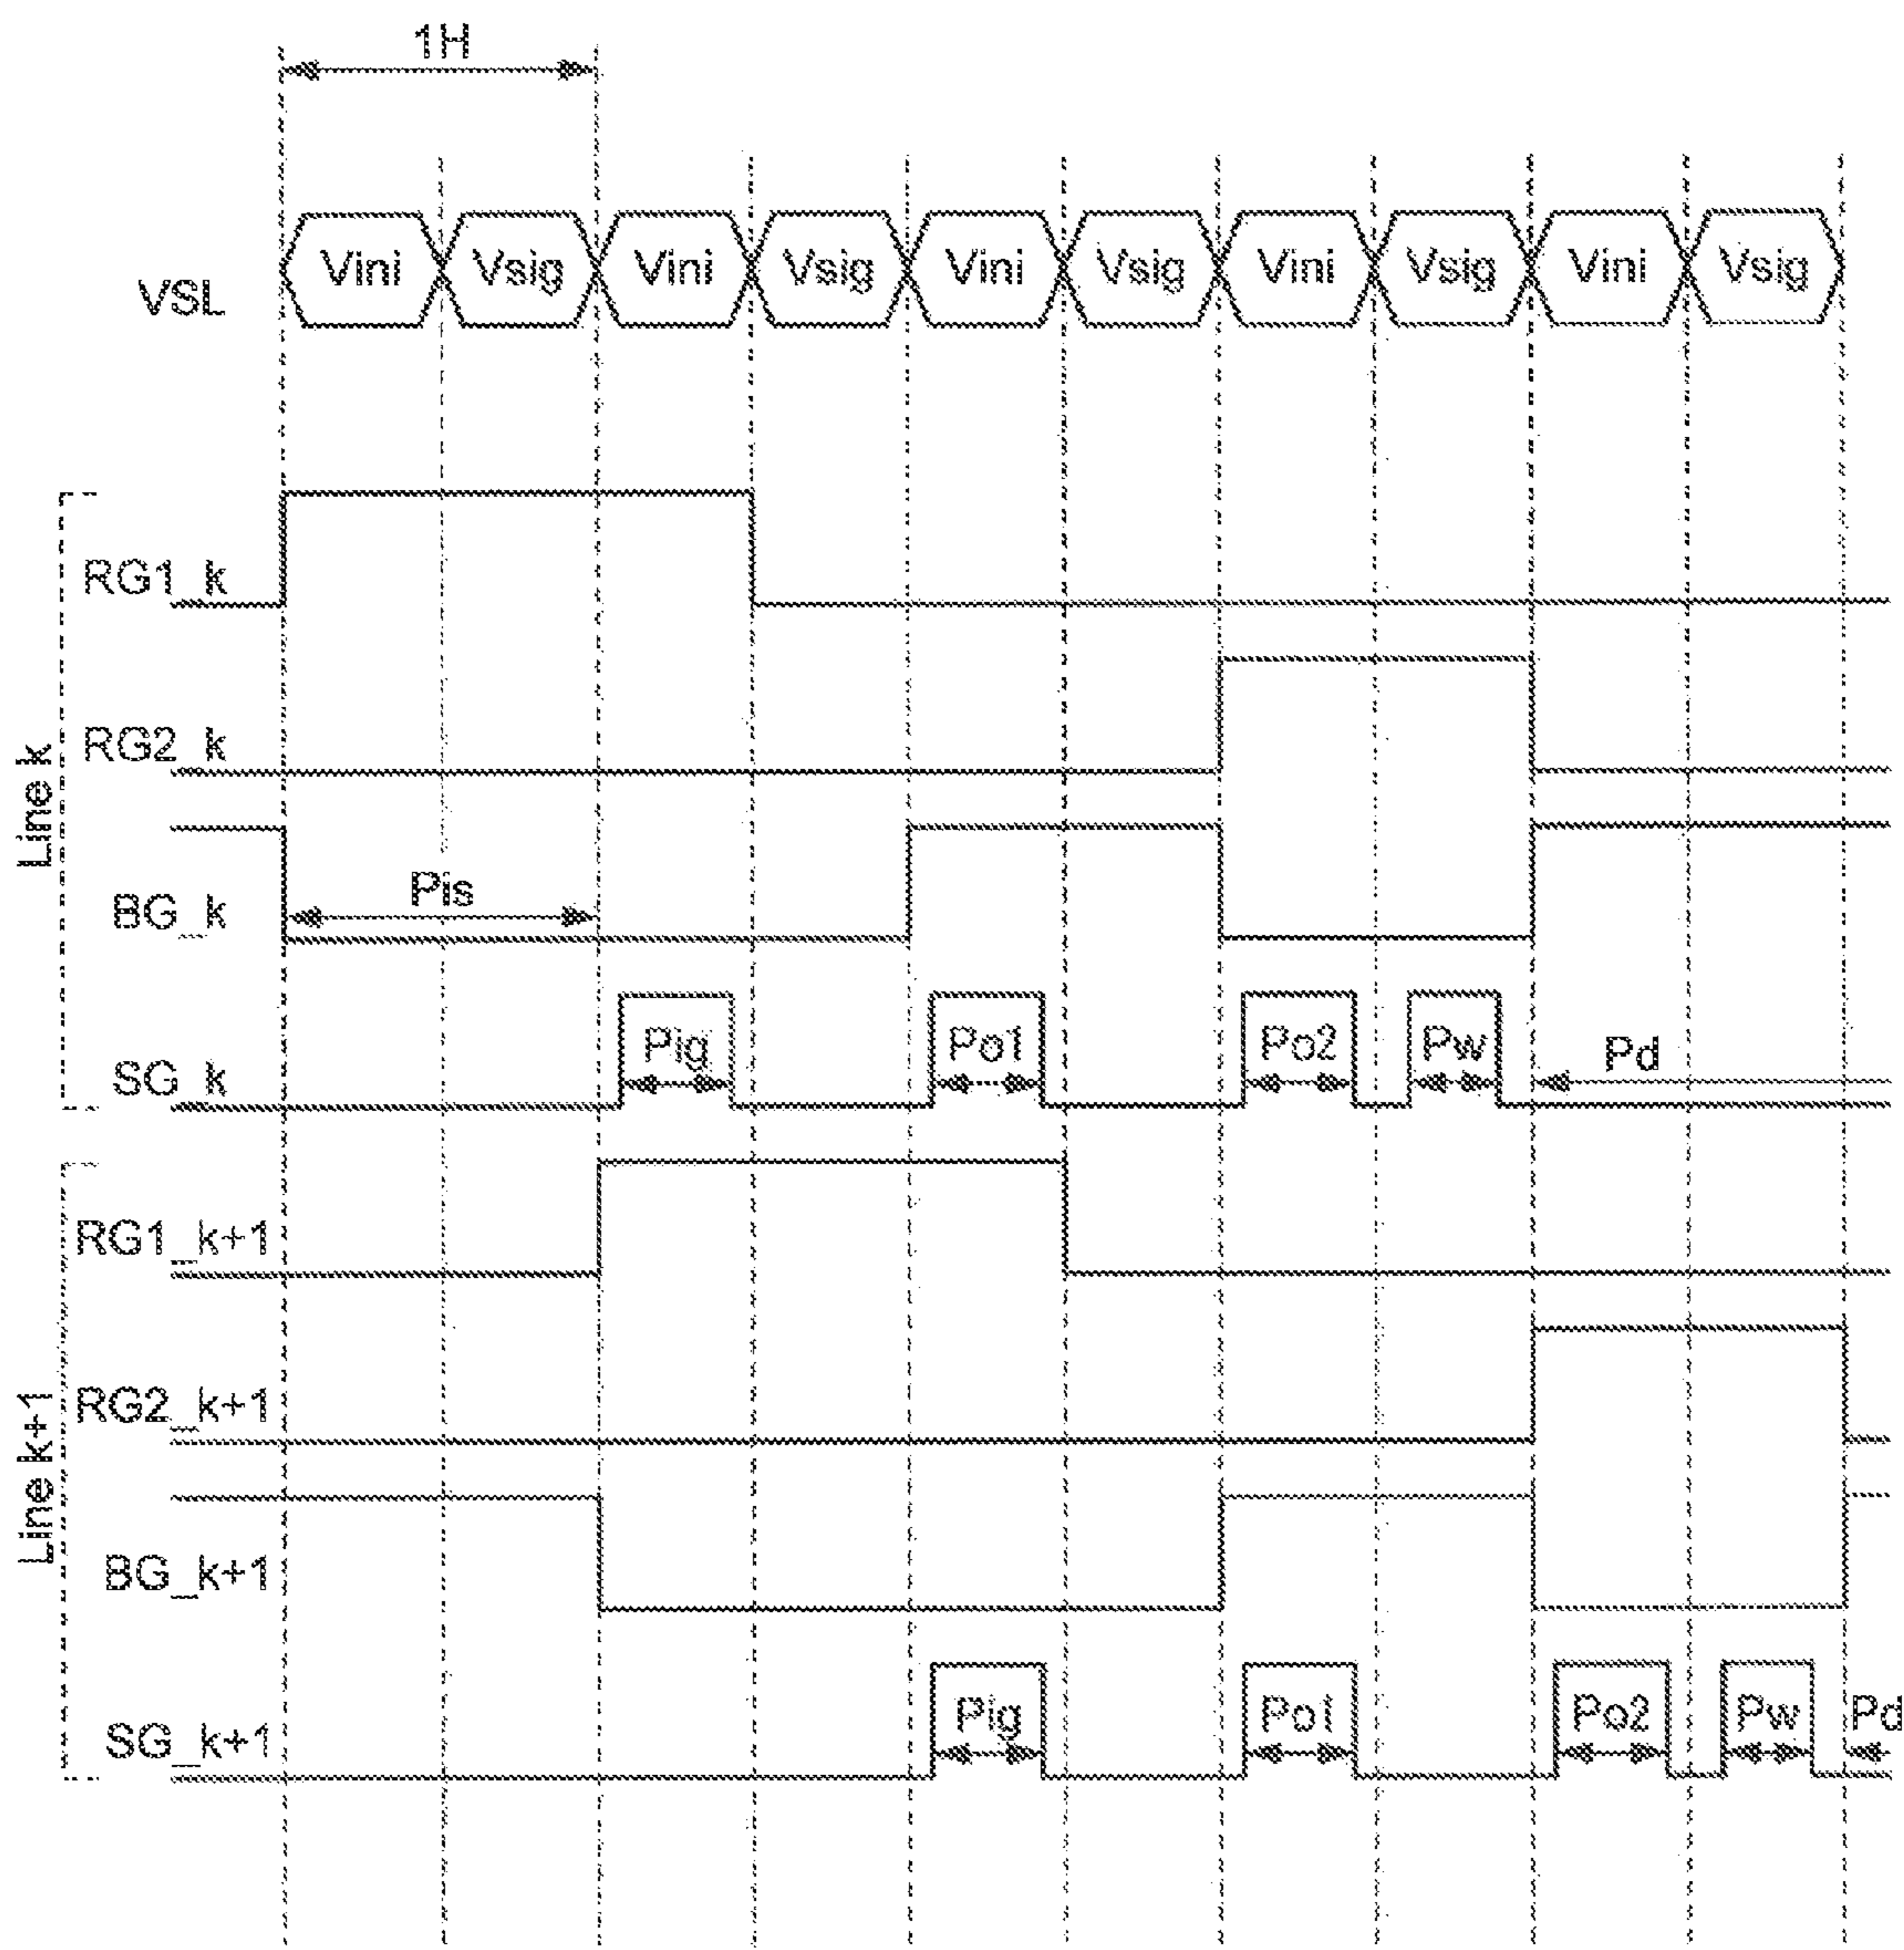 1H
VSL Vini Vsig Vini Vsig Vini Vsig Vini Vsig Vini Vsig
Line k
RG1_k
RG2_k
BG_k Pis
SG_k Pig Po1 Po2 Pw Pd
Line k+1
RG1_k+1
RG2_k+1
BG_k+1
SG_k+1 Pig Po1 Po2 Pw Pd